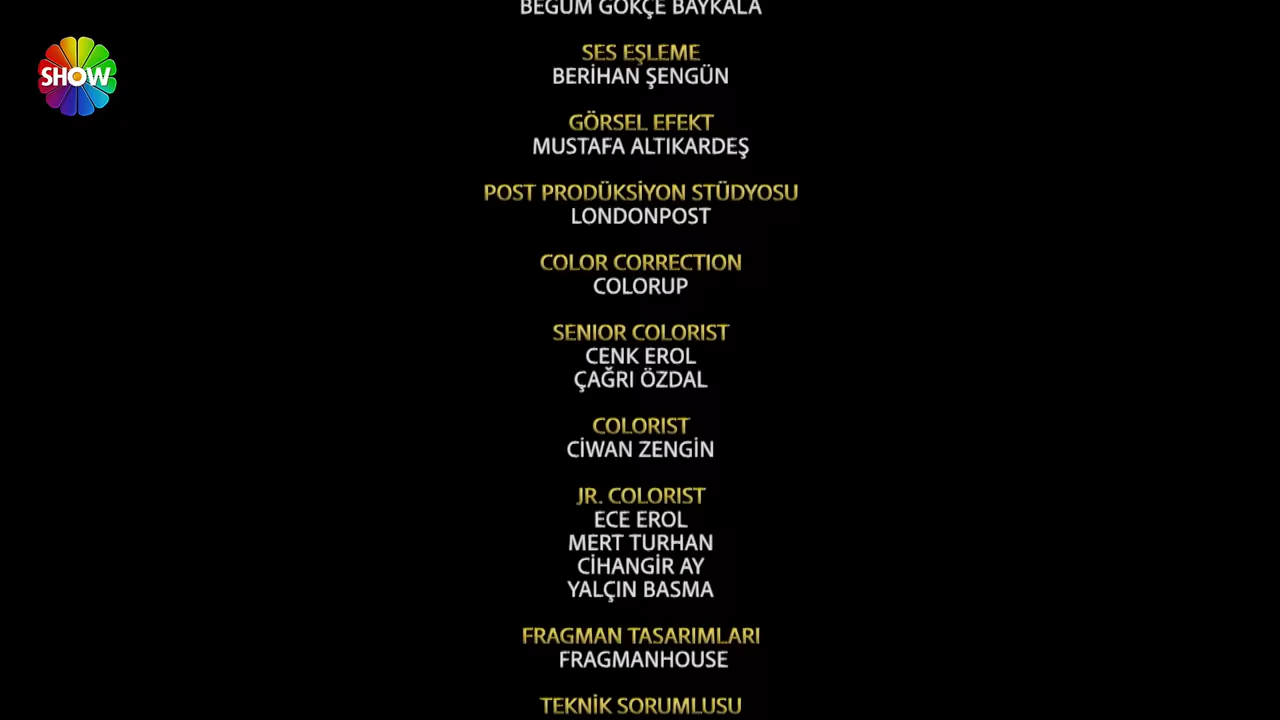 BEGÜM GÖKÇE BAYKALA
SHOW
SES EŞLEME
BERİHAN ŞENGÜN
GÖRSEL EFEKT
MUSTAFA ALTIKARDEŞ
POST PRODÜKSİYON STÜDYOSU
LONDONPOST
COLOR CORRECTION
COLORUP
SENIOR COLORIST
CENK EROL
ÇAĞRI ÖZDAL
COLORIST
CİWAN ZENGİN
JR. COLORIST
ECE EROL
MERT TURHAN
CİHANGİR AY
YALÇIN BASMA
FRAGMAN TASARIMLARI
FRAGMANHOUSE
TEKNİK SORUMLUSU